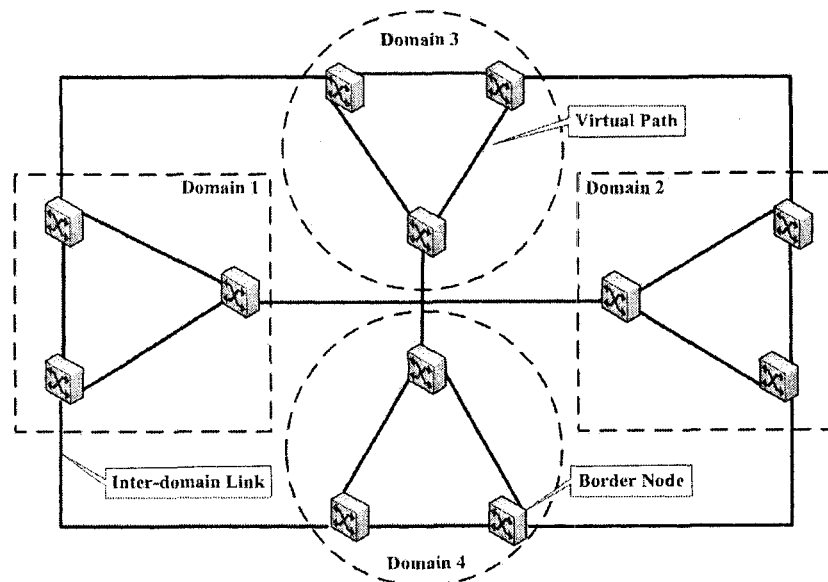 Domain 3
Virtual Path
Domain 1
Domain 2
Inter-domain Link
Border Node
Domain 4